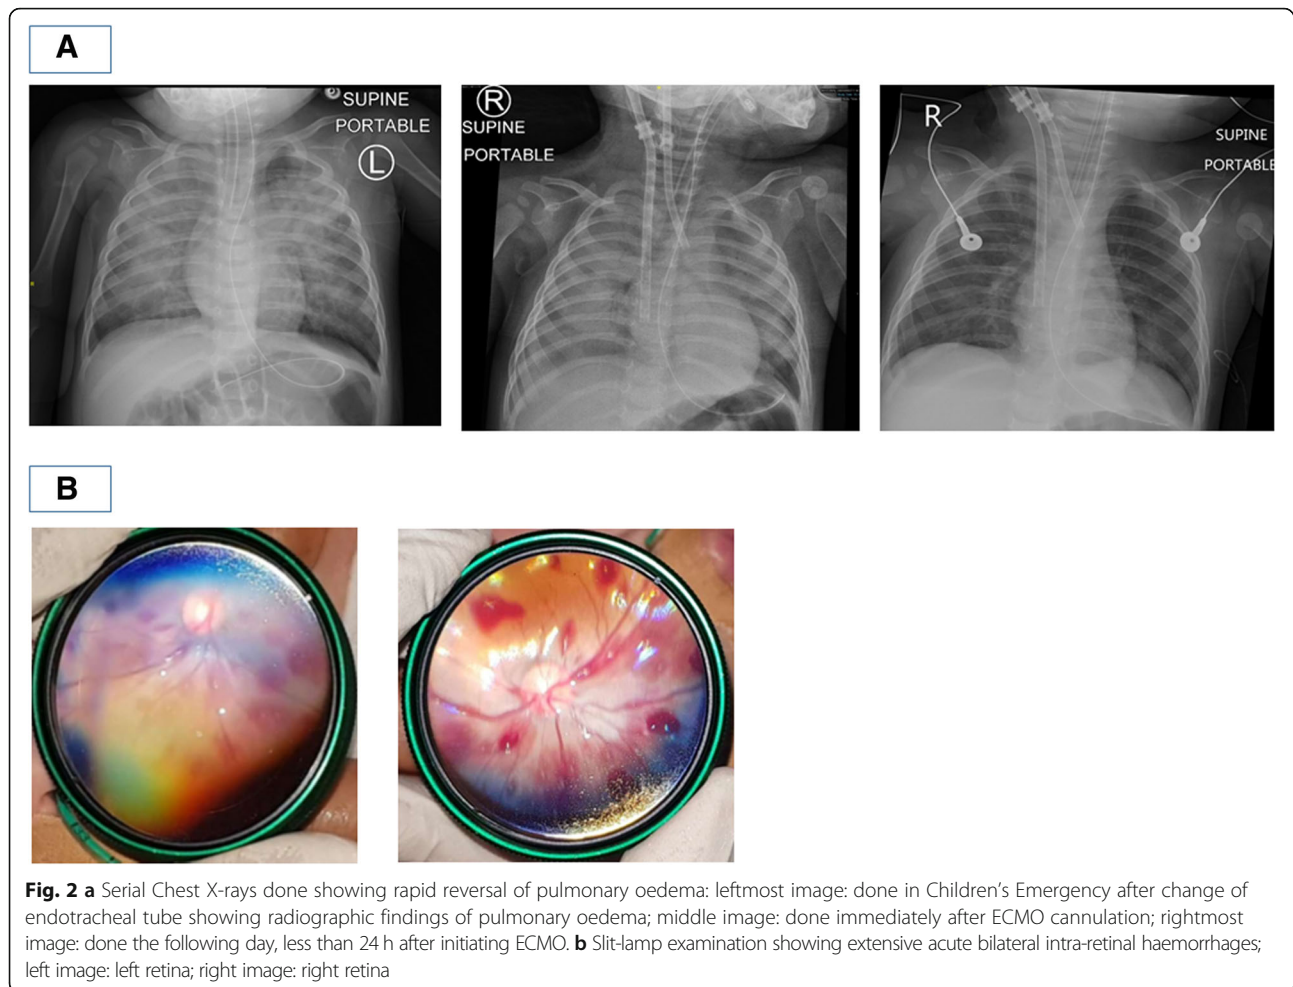 A
SUPINE
PORTABLE
L
R
SUPINE
PORTABLE
R
SUPINE
PORTABLE
B
Fig. 2 a Serial Chest X-rays done showing rapid reversal of pulmonary oedema: leftmost image: done in Children's Emergency after change of
endotracheal tube showing radiographic findings of pulmonary oedema; middle image: done immediately after ECMO cannulation; rightmost
image: done the following day, less than 24 h after initiating ECMO. b Slit-lamp examination showing extensive acute bilateral intra-retinal haemorrhages;
left image: left retina; right image: right retina